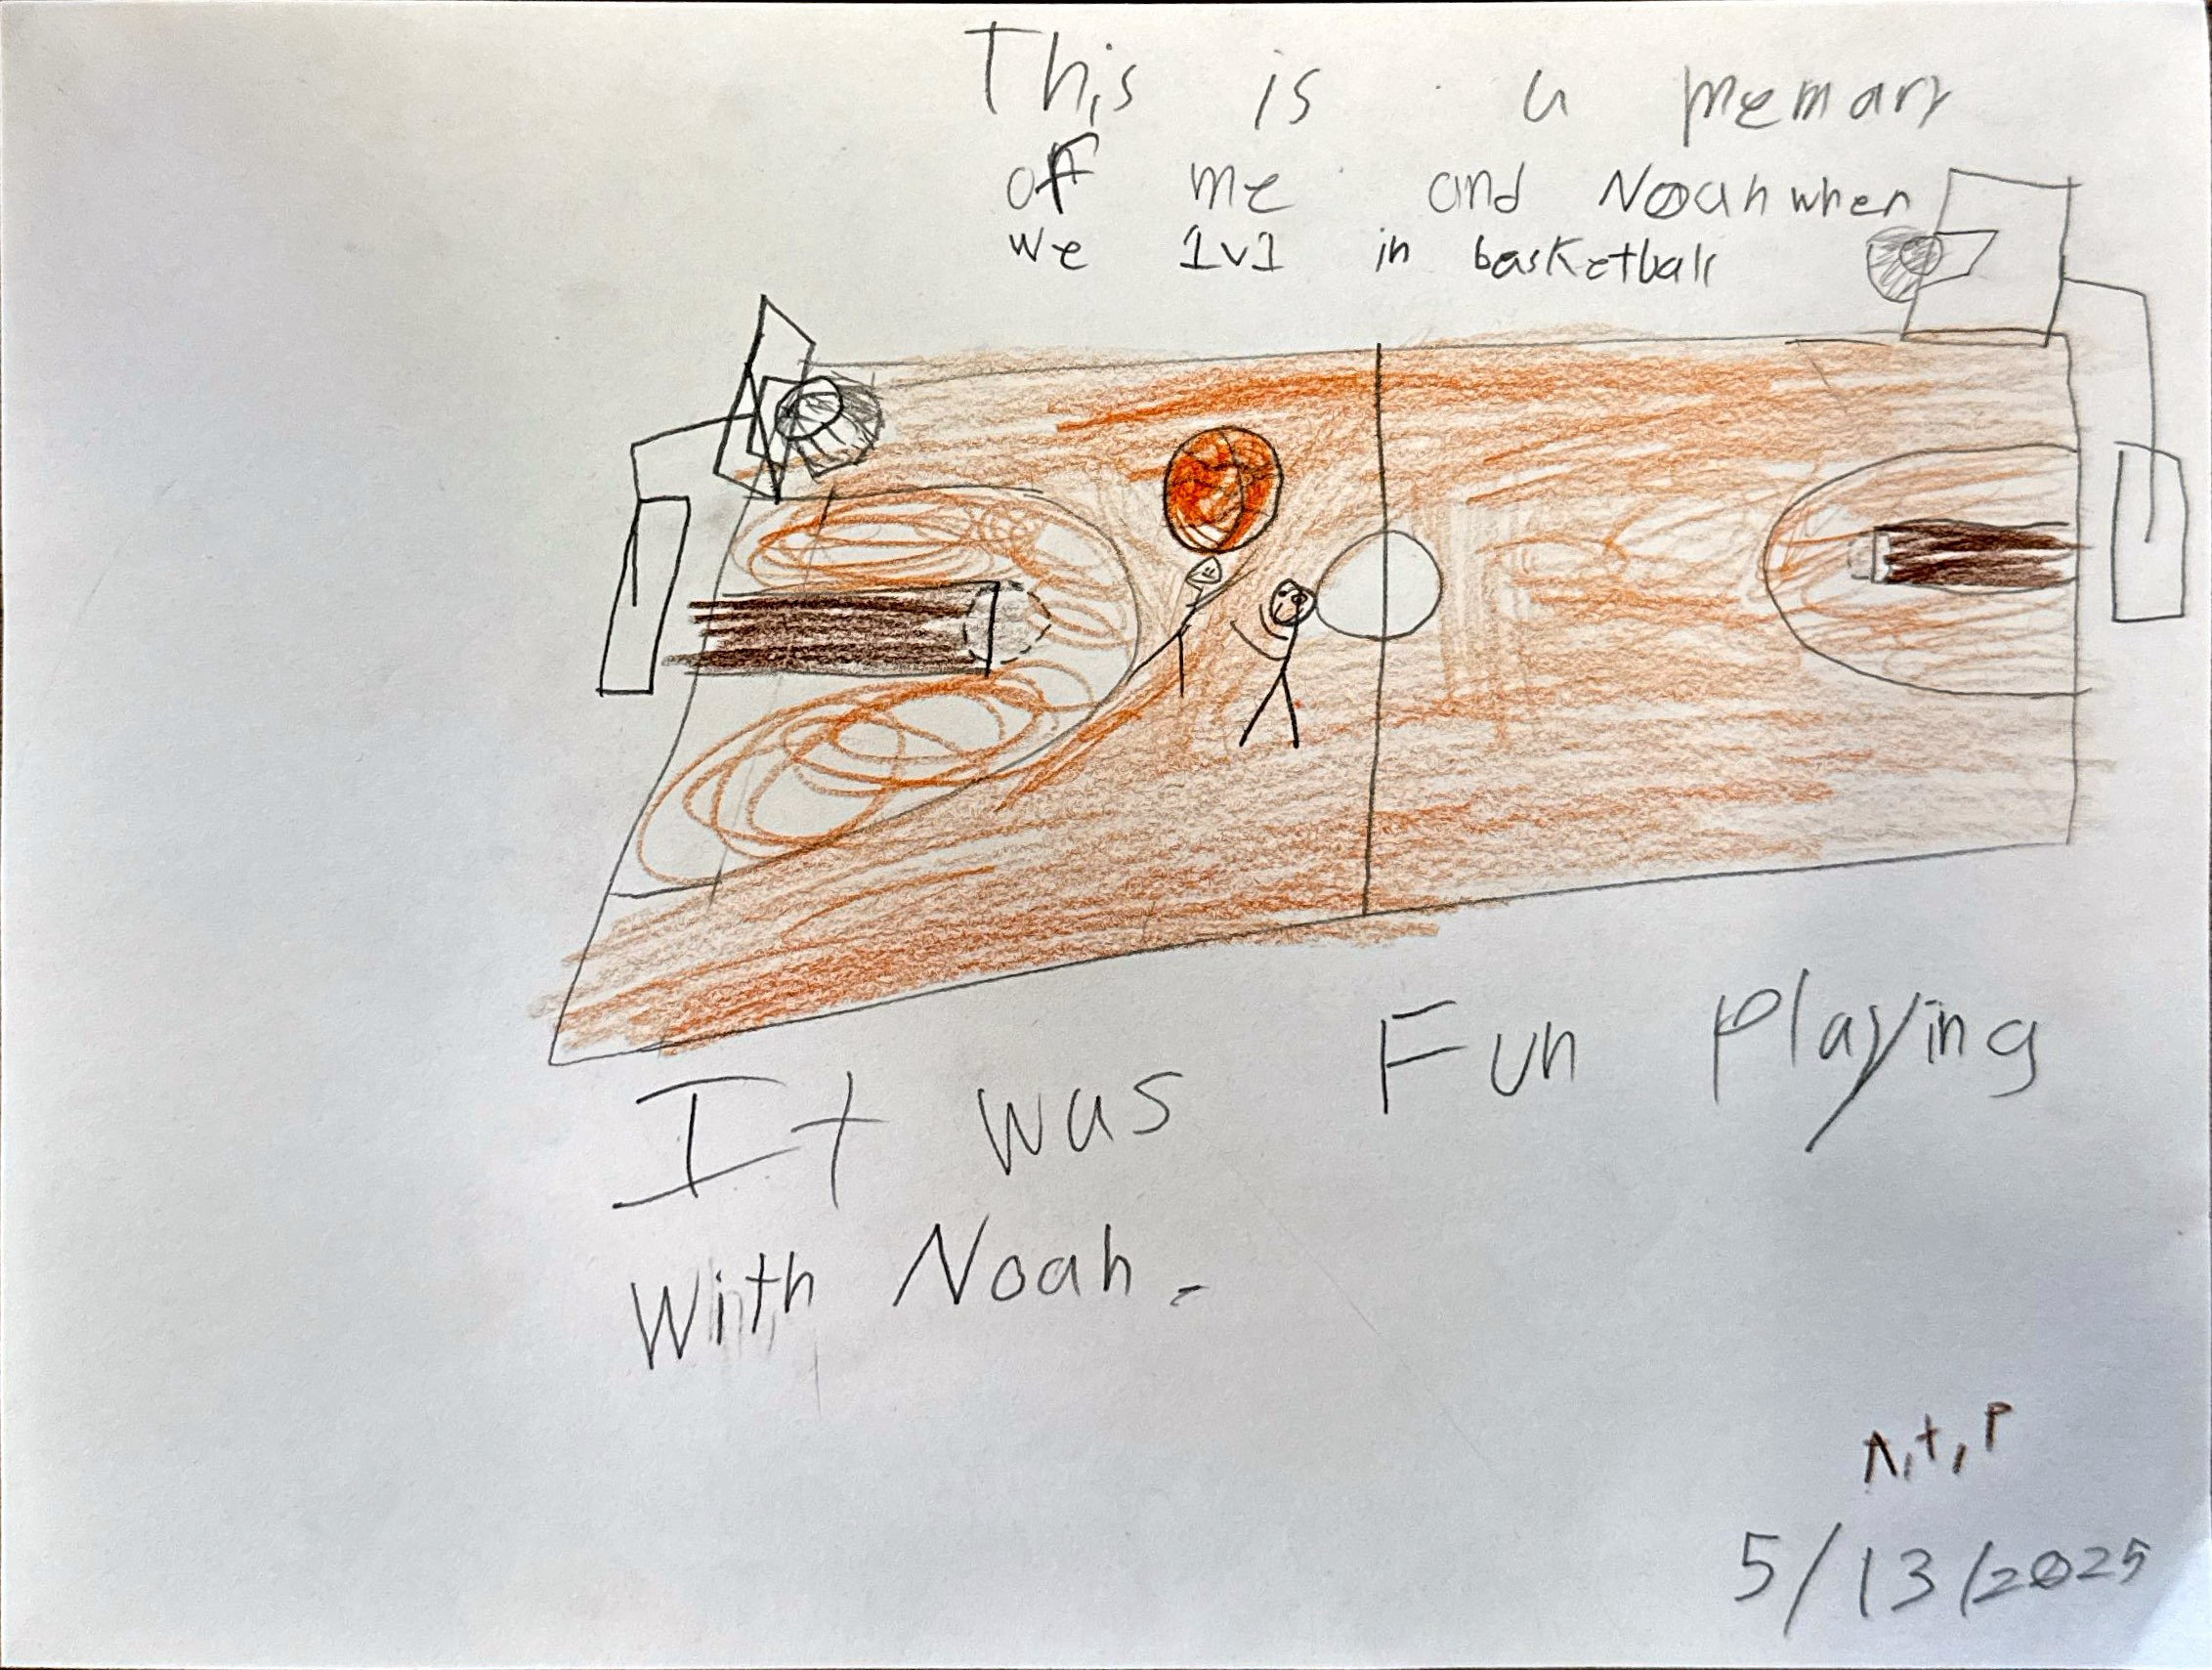 This is a memary
of me and Noah when
we 1v1 in basketball
It was Fun playing
With Noah.
n,t,p
5/13/2025